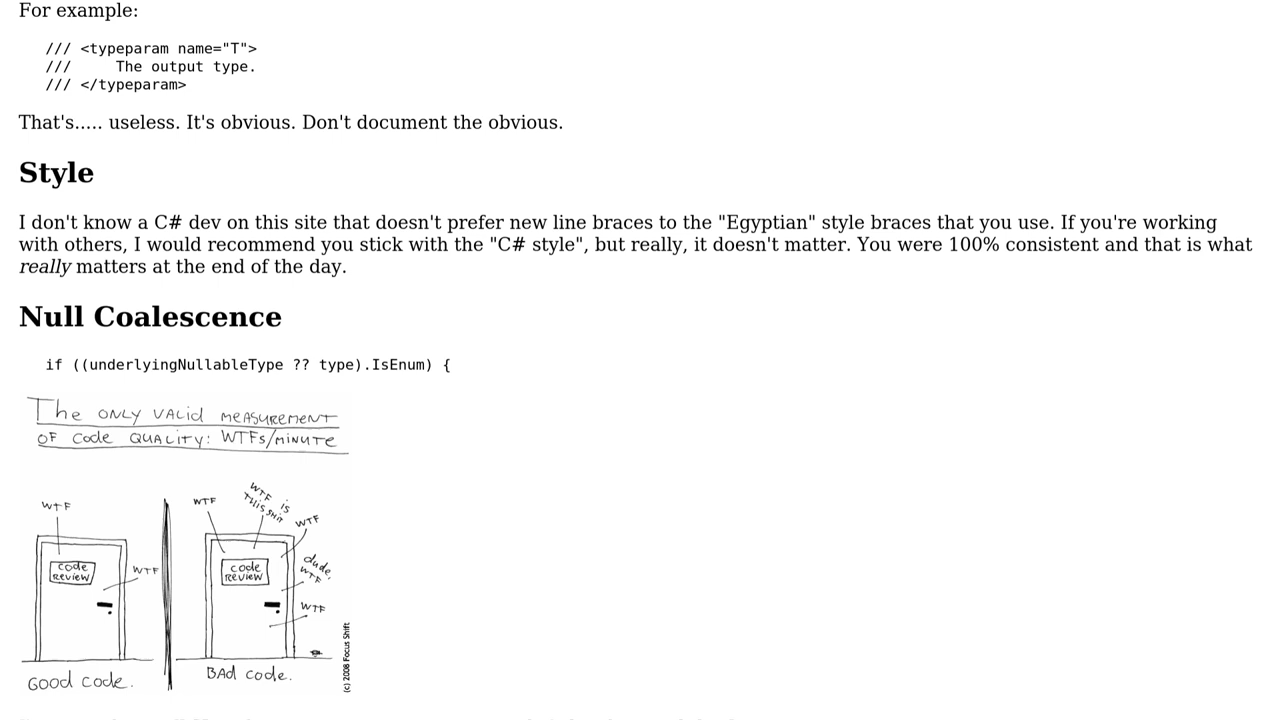 For example:
/// <typeparam name="T">
///     The output type.
/// </typeparam>
That's..... useless. It's obvious. Don't document the obvious.
Style
I don't know a C# dev on this site that doesn't prefer new line braces to the "Egyptian" style braces that you use. If you're working
with others, I would recommend you stick with the "C# style", but really, it doesn't matter. You were 100% consistent and that is what
really matters at the end of the day.
Null Coalescence
if ((underlyingNullableType ?? type).IsEnum) {
The ONLY VALid MEASUREMENT
OF Code QUALITY: WTFs/MINUTE
WTF
code
REVIEW
WTF
GOOD code.
WTF
WTF IS
THIS SHIT
WTF
code
REVIEW
dude,
WTF
WTF
BAd code.
(c) 2008 Focus Shift